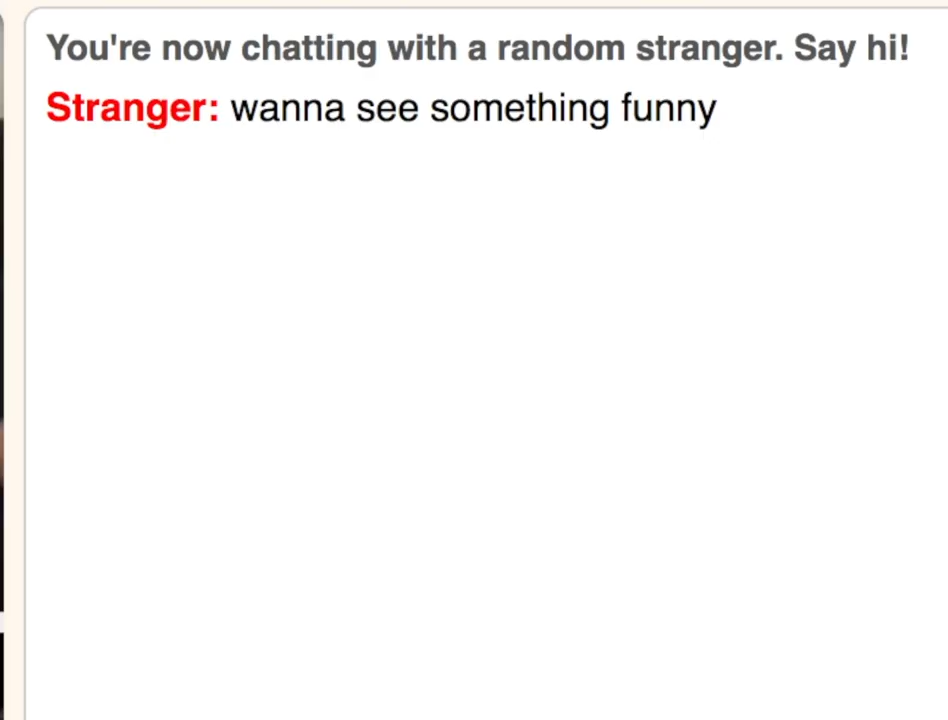 You're now chatting with a random stranger. Say hi!
Stranger: wanna see something funny